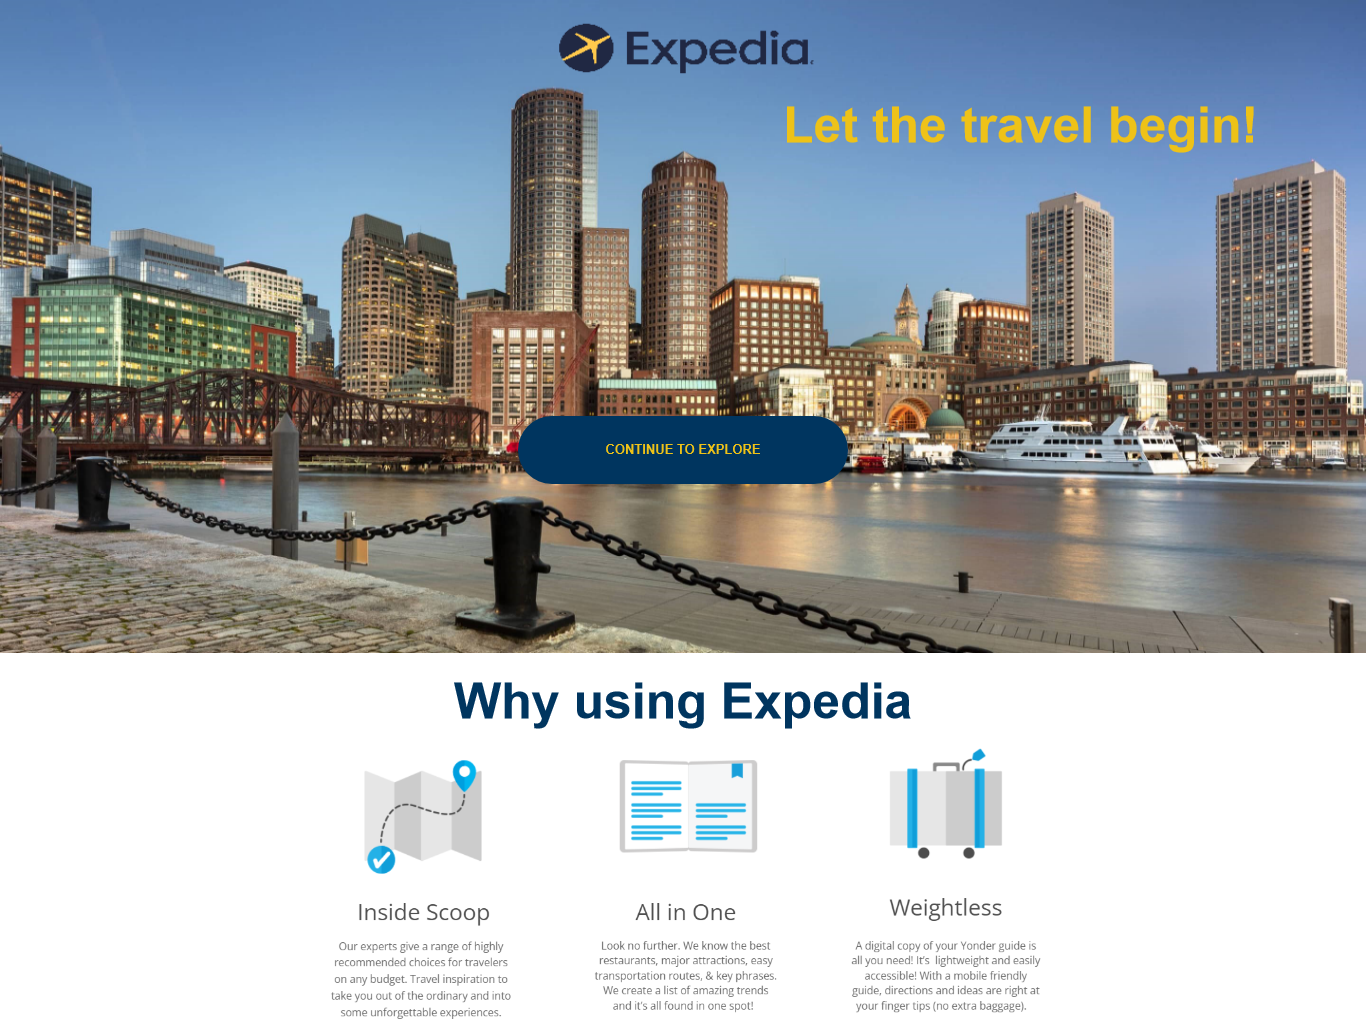 Expedia
Let the travel begin!
CONTINUE TO EXPLORE
Why using Expedia
Inside Scoop
Our experts give a range of highly
recommended choices for travelers
on any budget. Travel inspiration to
take you out of the ordinary and into
some unforgettable experiences.
All in One
Look no further. We know the best
restaurants, major attractions, easy
transportation routes, & key phrases.
We create a list of amazing trends
and it's all found in one spot!
Weightless
A digital copy of your Yonder guide is
all you need! It's lightweight and easily
accessible! With a mobile friendly
guide, directions and ideas are right at
your finger tips (no extra baggage).